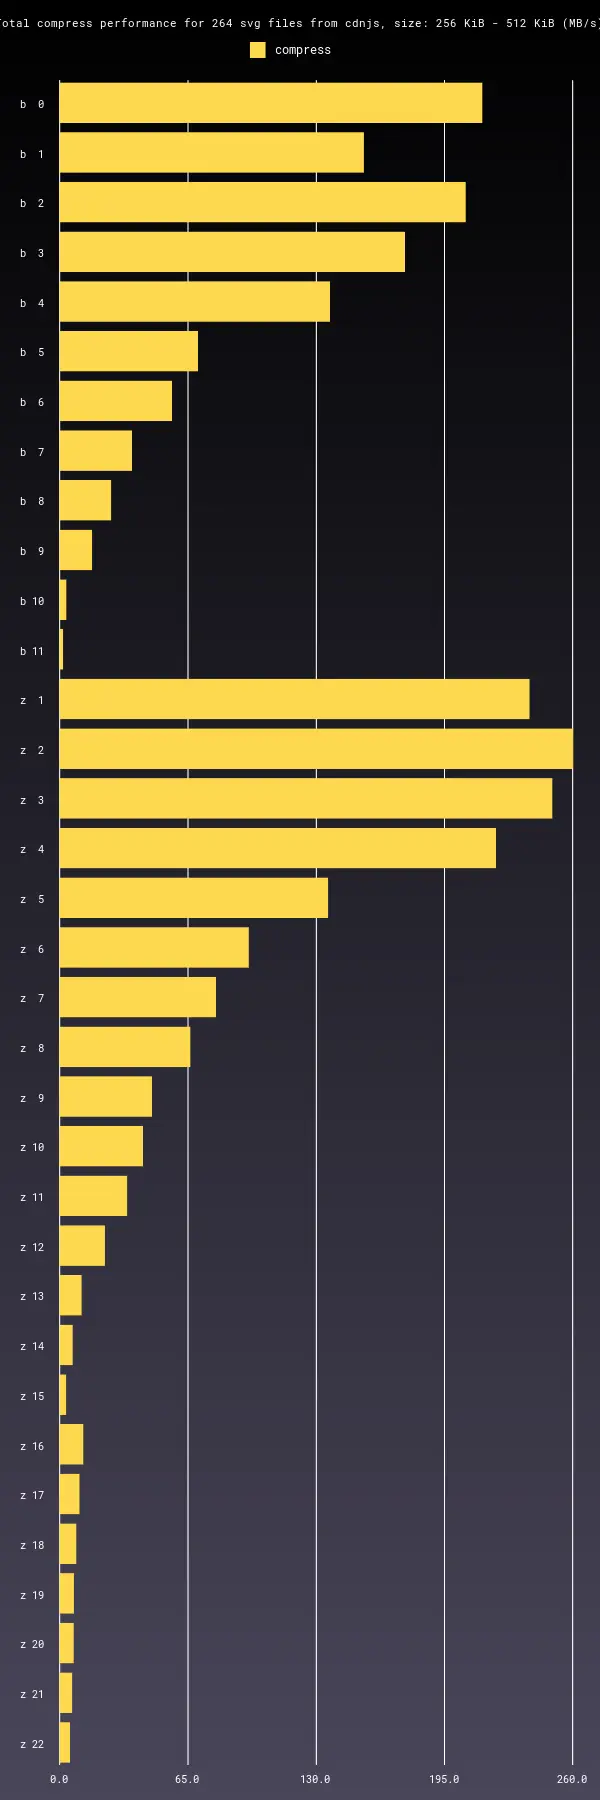 Total compress performance for 264 svg files from cdnjs, size: 256 KiB - 512 KiB (MB/s)
compress
b 0
b 1
b 2
b 3
b 4
b 5
b 6
b 7
b 8
b 9
b 10
b 11
z 1
z 2
z 3
z 4
z 5
z 6
z 7
z 8
z 9
z 10
z 11
z 12
z 13
z 14
z 15
z 16
z 17
z 18
z 19
z 20
z 21
z 22
0.0 65.0 130.0 195.0 260.0